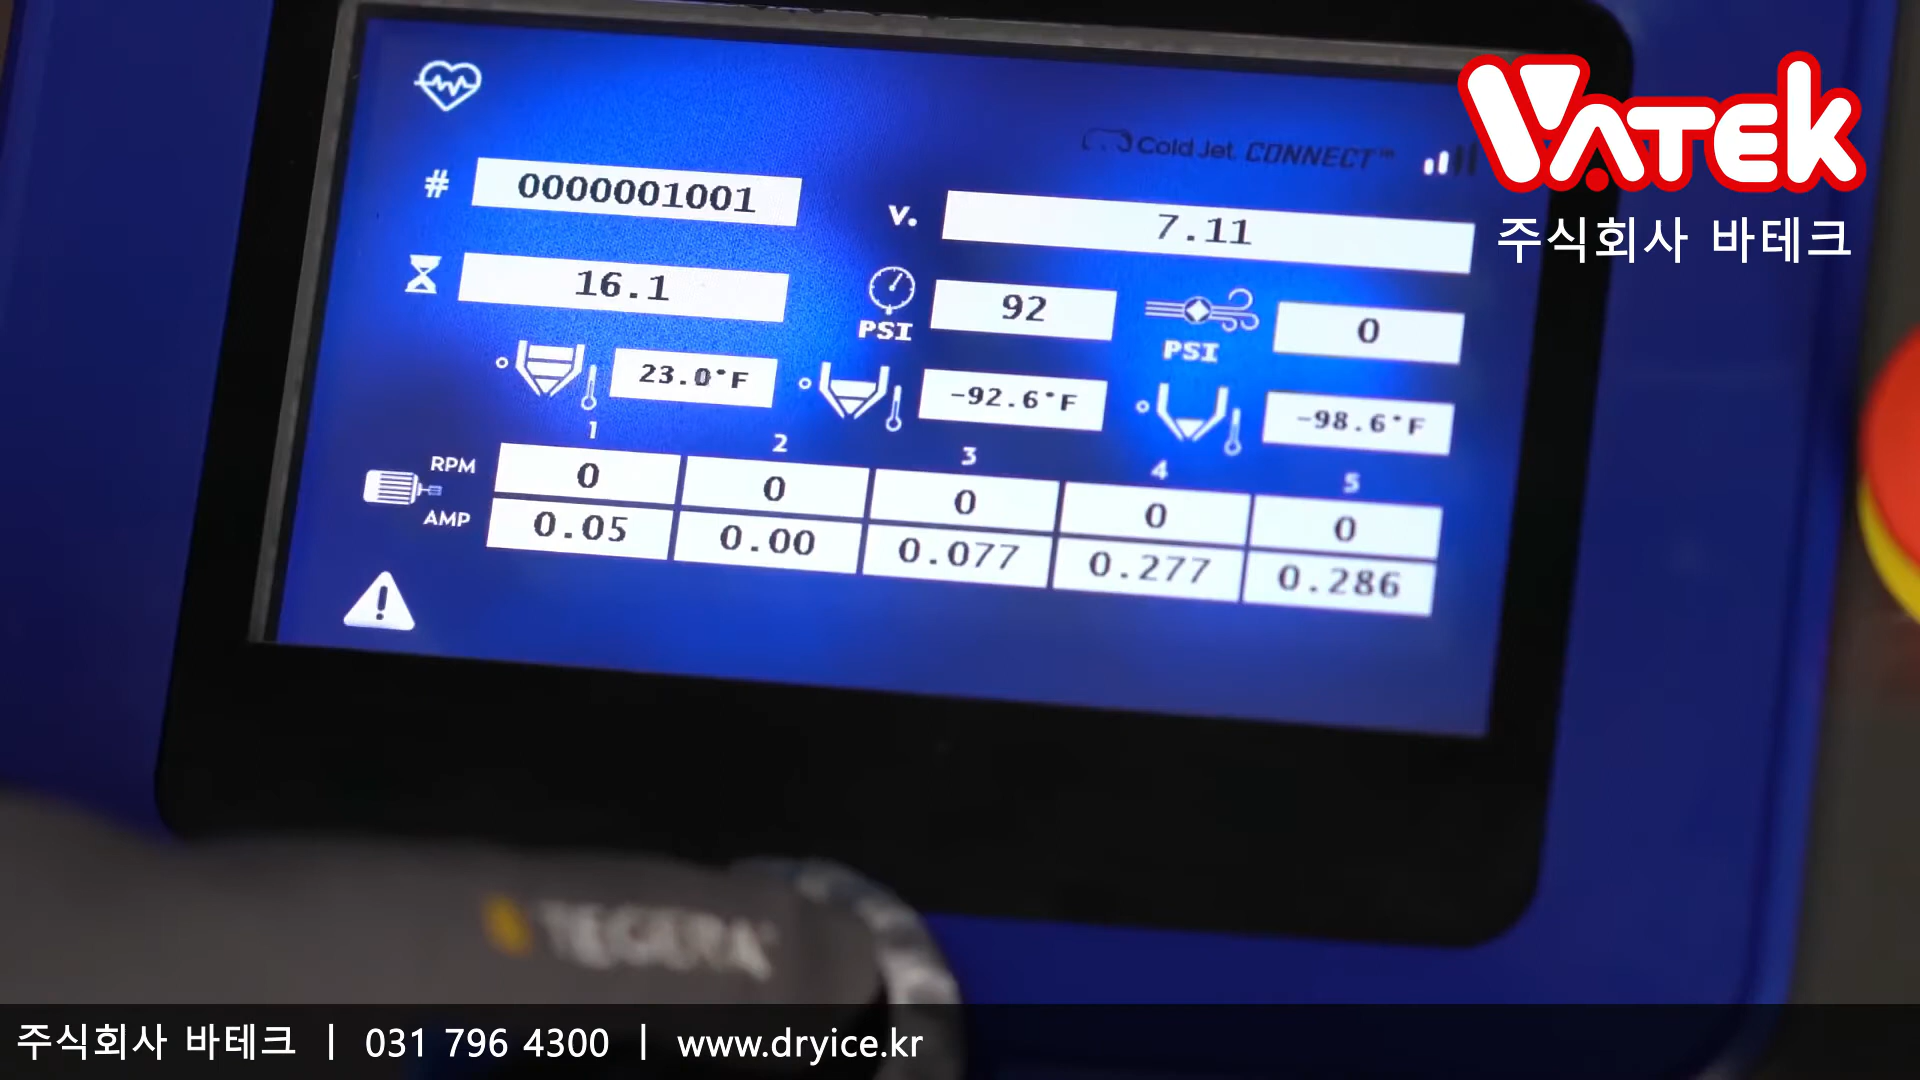 Cold Jet CONNECT™
VATEK
주식회사 바테크
# 0000001001
v. 7.11
16.1
PSI 92
PSI 0
23.0°F
-92.6°F
-98.6°F
1 2 3 4 5
RPM 0 0 0 0 0
AMP 0.05 0.00 0.077 0.277 0.286
TEGERA
주식회사 바테크 | 031 796 4300 | www.dryice.kr